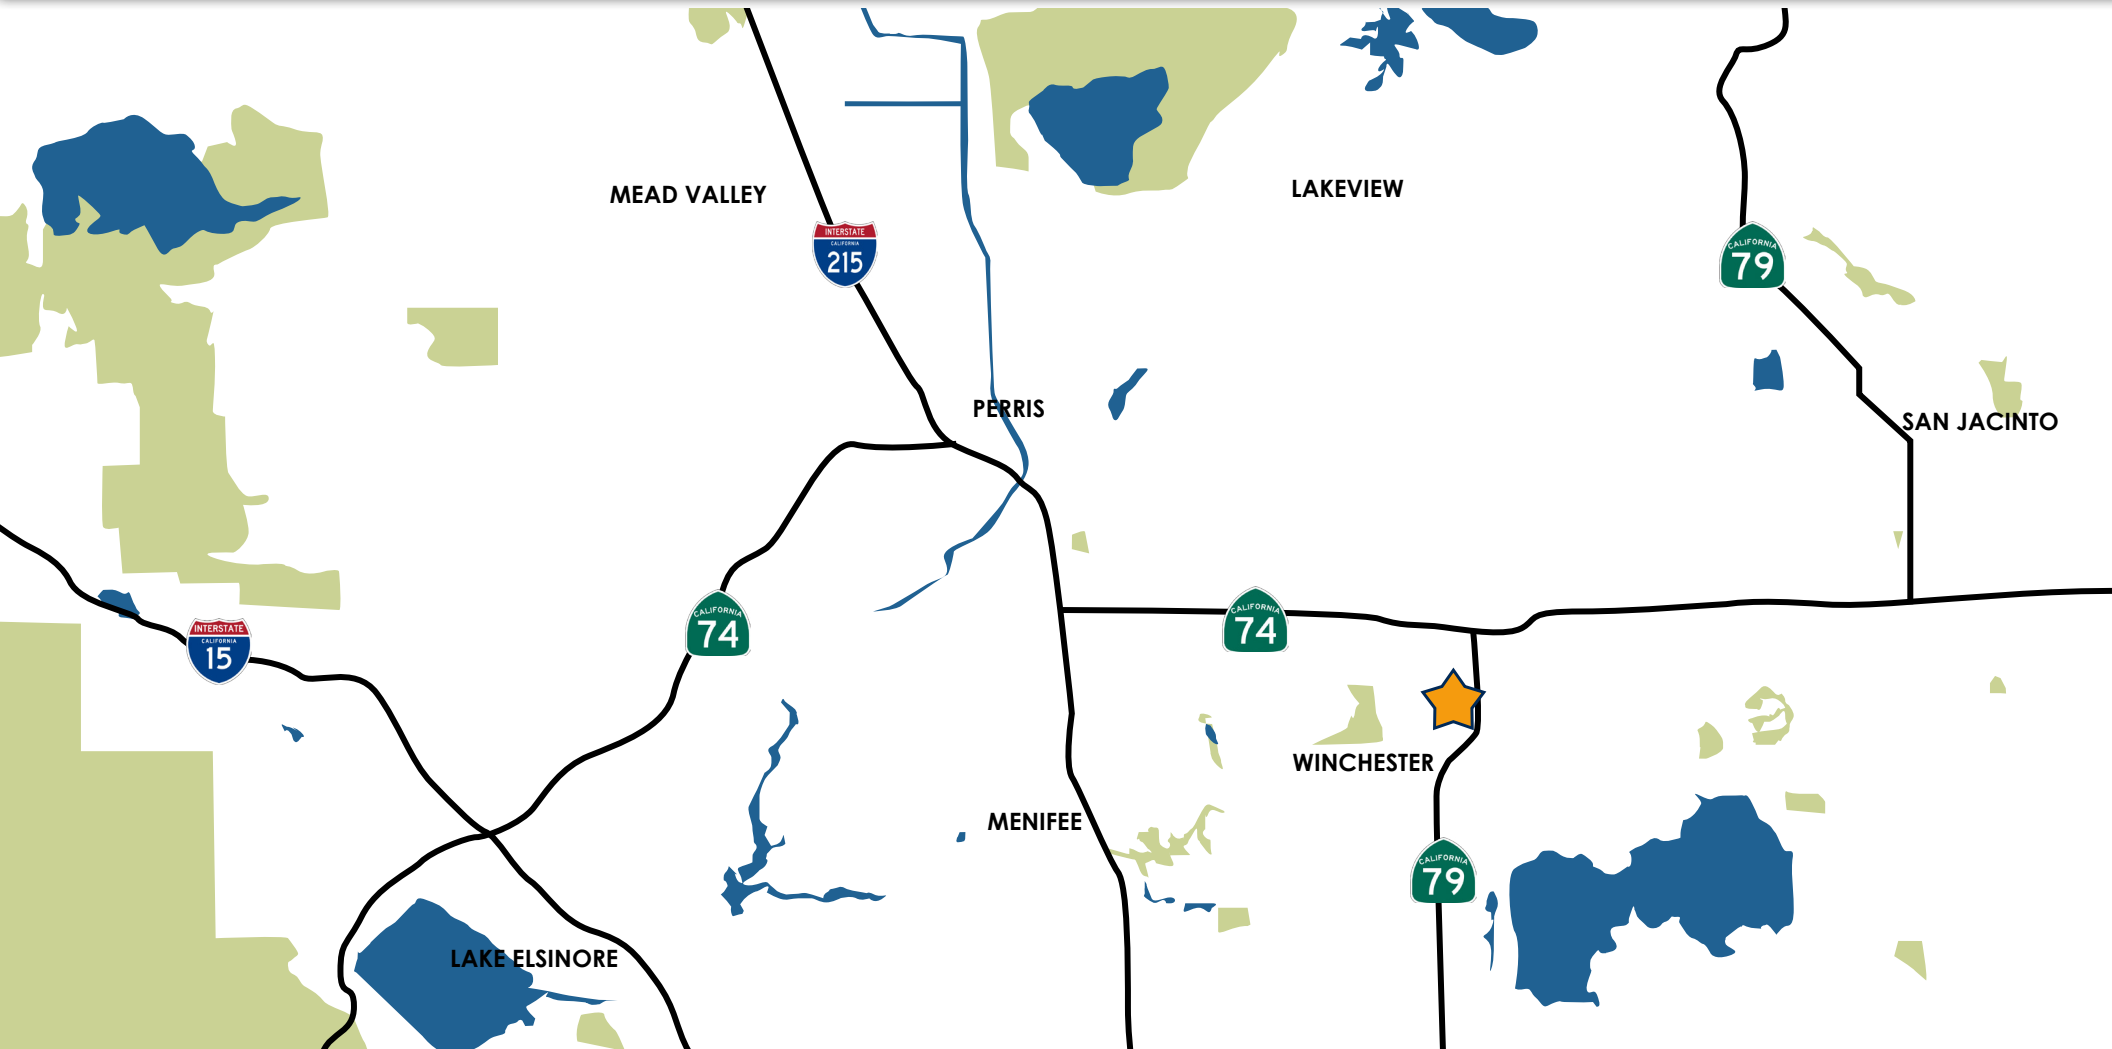 MEAD VALLEY
LAKEVIEW
INTERSTATE
CALIFORNIA
215
CALIFORNIA
79
PERRIS
SAN JACINTO
INTERSTATE
CALIFORNIA
15
CALIFORNIA
74
CALIFORNIA
74
WINCHESTER
MENIFEE
CALIFORNIA
79
LAKE ELSINORE